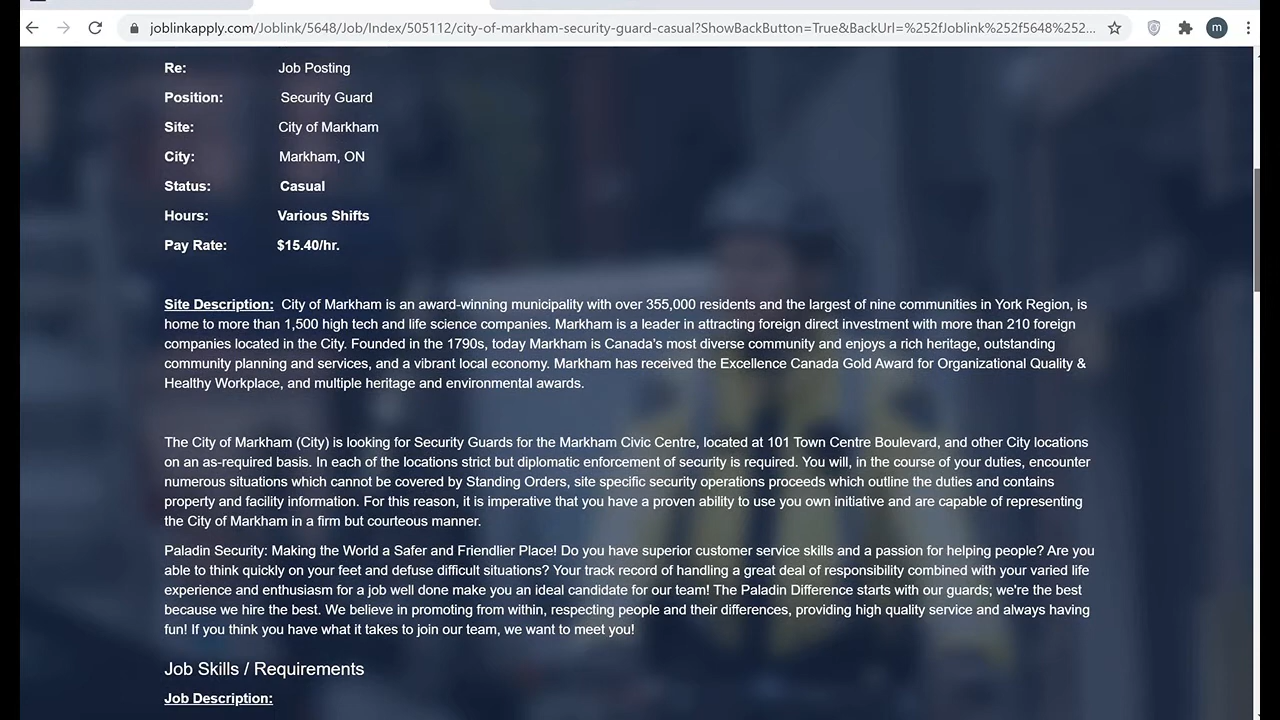 joblinkapply.com/Joblink/5648/Job/Index/505112/city-of-markham-security-guard-casual?ShowBackButton=True&BackUrl=%252fJoblink%252f5648%252...
m
Re: Job Posting
Position: Security Guard
Site: City of Markham
City: Markham, ON
Status: Casual
Hours: Various Shifts
Pay Rate: $15.40/hr.
Site Description: City of Markham is an award-winning municipality with over 355,000 residents and the largest of nine communities in York Region, is
home to more than 1,500 high tech and life science companies. Markham is a leader in attracting foreign direct investment with more than 210 foreign
companies located in the City. Founded in the 1790s, today Markham is Canada's most diverse community and enjoys a rich heritage, outstanding
community planning and services, and a vibrant local economy. Markham has received the Excellence Canada Gold Award for Organizational Quality &
Healthy Workplace, and multiple heritage and environmental awards.
The City of Markham (City) is looking for Security Guards for the Markham Civic Centre, located at 101 Town Centre Boulevard, and other City locations
on an as-required basis. In each of the locations strict but diplomatic enforcement of security is required. You will, in the course of your duties, encounter
numerous situations which cannot be covered by Standing Orders, site specific security operations proceeds which outline the duties and contains
property and facility information. For this reason, it is imperative that you have a proven ability to use you own initiative and are capable of representing
the City of Markham in a firm but courteous manner.
Paladin Security: Making the World a Safer and Friendlier Place! Do you have superior customer service skills and a passion for helping people? Are you
able to think quickly on your feet and defuse difficult situations? Your track record of handling a great deal of responsibility combined with your varied life
experience and enthusiasm for a job well done make you an ideal candidate for our team! The Paladin Difference starts with our guards; we're the best
because we hire the best. We believe in promoting from within, respecting people and their differences, providing high quality service and always having
fun! If you think you have what it takes to join our team, we want to meet you!
Job Skills / Requirements
Job Description: